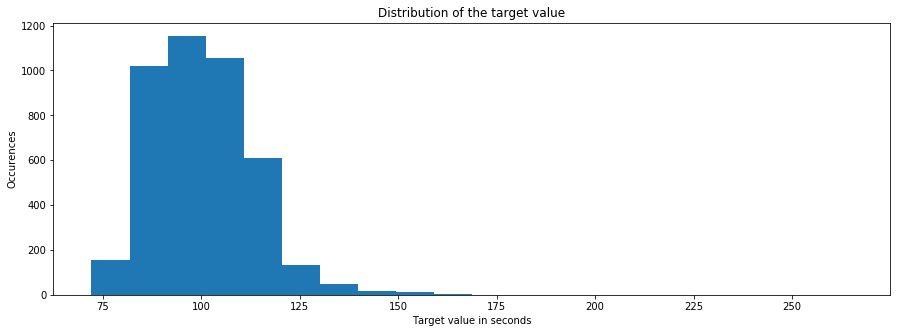 Distribution of the target value
1200
1000
800
600
400
200
0
Occurences
75 100 125 150 175 200 225 250
Target value in seconds